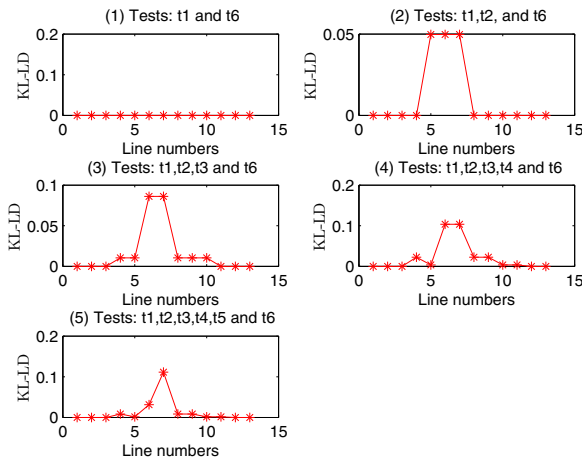 (1) Tests: t1 and t6
0.2
0.1
0
KL-LD
0 5 10 15
Line numbers
(2) Tests: t1,t2, and t6
0.05
0
KL-LD
0 5 10 15
Line numbers
(3) Tests: t1,t2,t3 and t6
0.1
0.05
0
KL-LD
0 5 10 15
Line numbers
(4) Tests: t1,t2,t3,t4 and t6
0.2
0.1
0
KL-LD
0 5 10 15
Line numbers
(5) Tests: t1,t2,t3,t4,t5 and t6
0.2
0.1
0
KL-LD
0 5 10 15
Line numbers